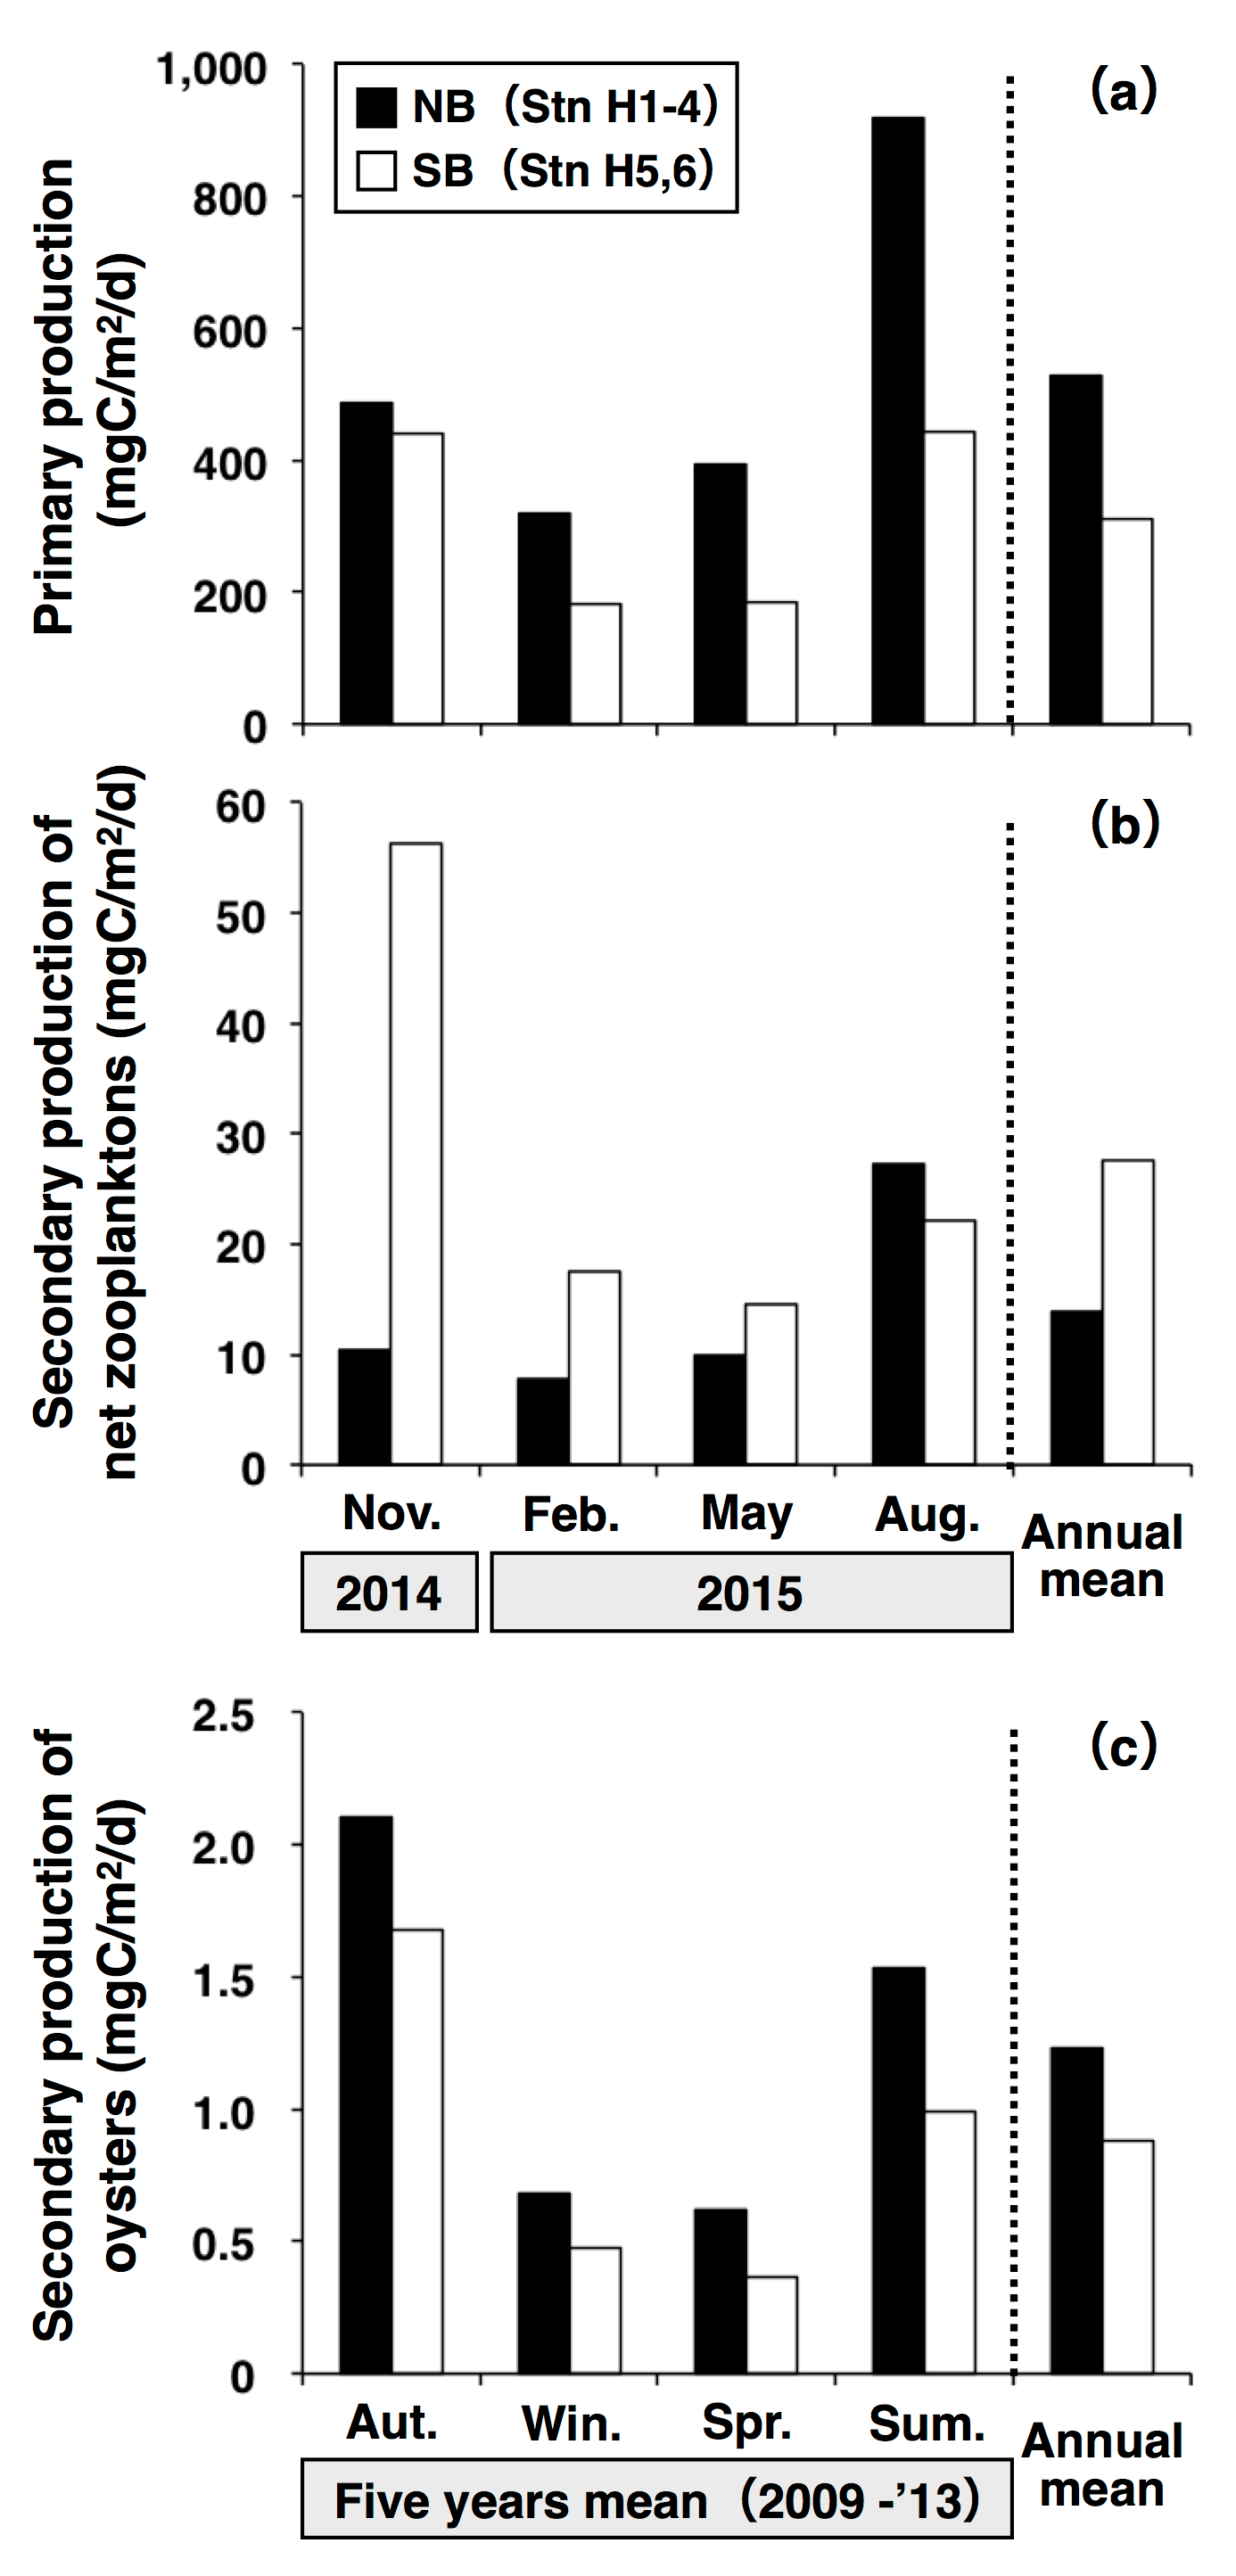 1,000
800
600
400
200
0
Primary production
(mgC/m2/d)
NB (Stn H1-4)
SB (Stn H5,6)
(a)
60
50
40
30
20
10
0
Secondary production of
net zooplanktons (mgC/m2/d)
(b)
Nov.
Feb.
May
Aug.
Annual
mean
2014
2015
2.5
2.0
1.5
1.0
0.5
0
Secondary production of
oysters (mgC/m2/d)
(c)
Aut.
Win.
Spr.
Sum.
Annual
mean
Five years mean (2009 -’13)